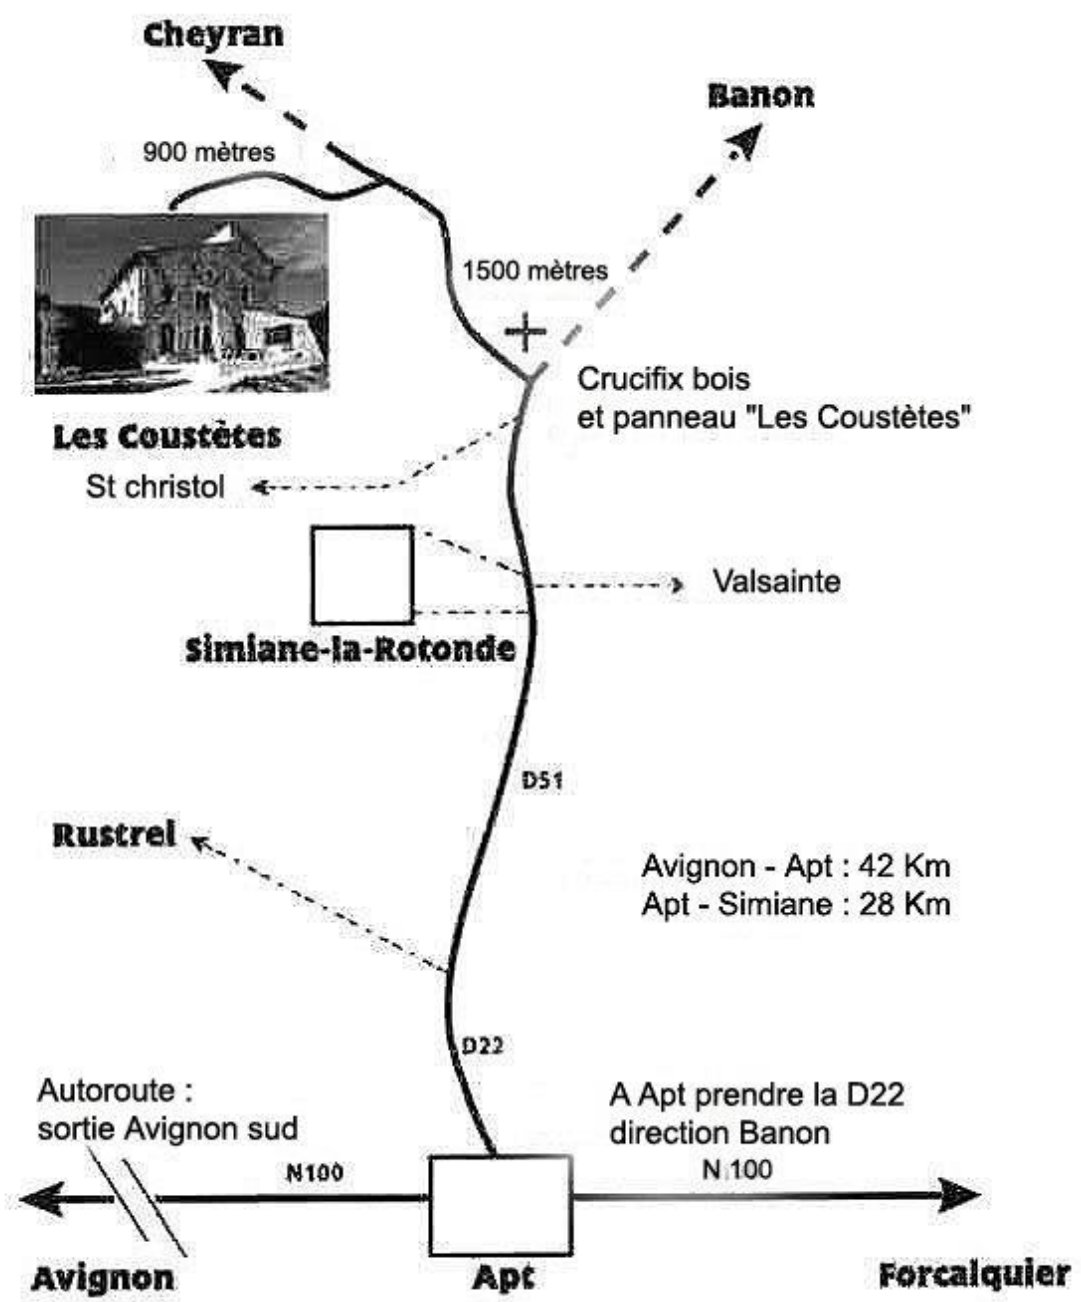 Cheyran
Banon
900 mètres
1500 mètres
Crucifix bois
et panneau "Les Coustètes"
Les Coustètes
St christol
Valsainte
Simiane-la-Rotonde
D51
Rustrel
Avignon - Apt : 42 Km
Apt - Simiane : 28 Km
D22
Autoroute :
sortie Avignon sud
A Apt prendre la D22
direction Banon
N100
N 100
Avignon
Apt
Forcalquier